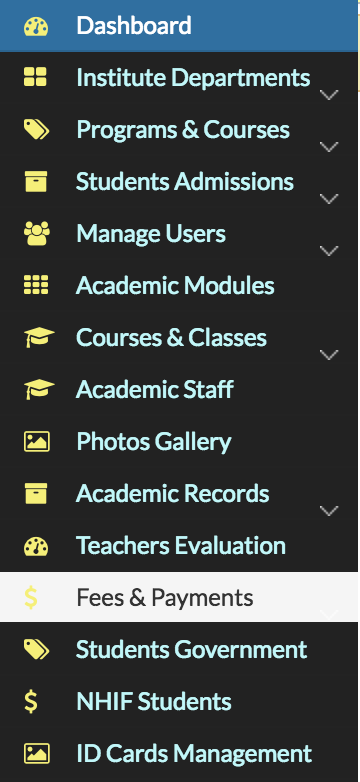 Dashboard
Institute Departments
Programs & Courses
Students Admissions
Manage Users
Academic Modules
Courses & Classes
Academic Staff
Photos Gallery
Academic Records
Teachers Evaluation
$ Fees & Payments
Students Government
$ NHIF Students
ID Cards Management